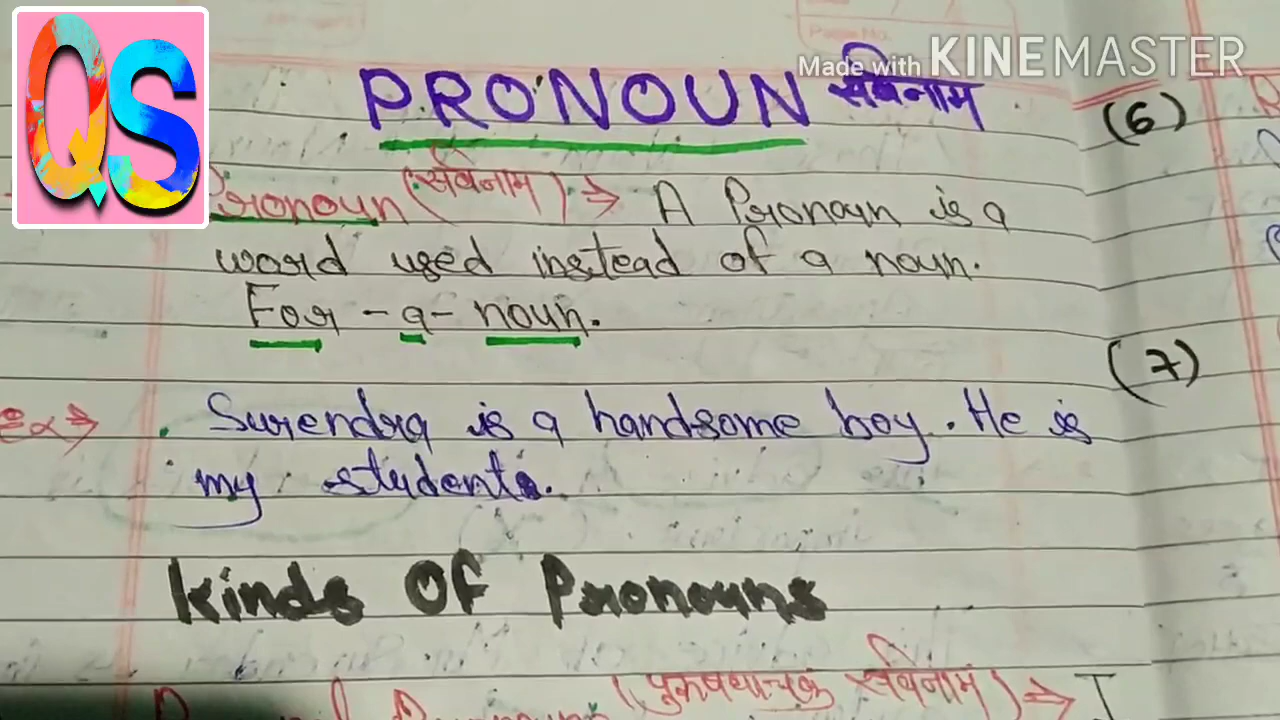 QS
Made with KINEMASTER
PRONOUN सर्वनाम
(6)
Pronoun (सर्वनाम) ⇒ A Pronoun is a
word used instead of a noun.
For - a - noun.
(7)
Ex ⇒ . Surendra is a handsome boy. He is
my student.
Kinds Of Pronouns
(पुरूषवाचक सर्वनाम) ⇒ I